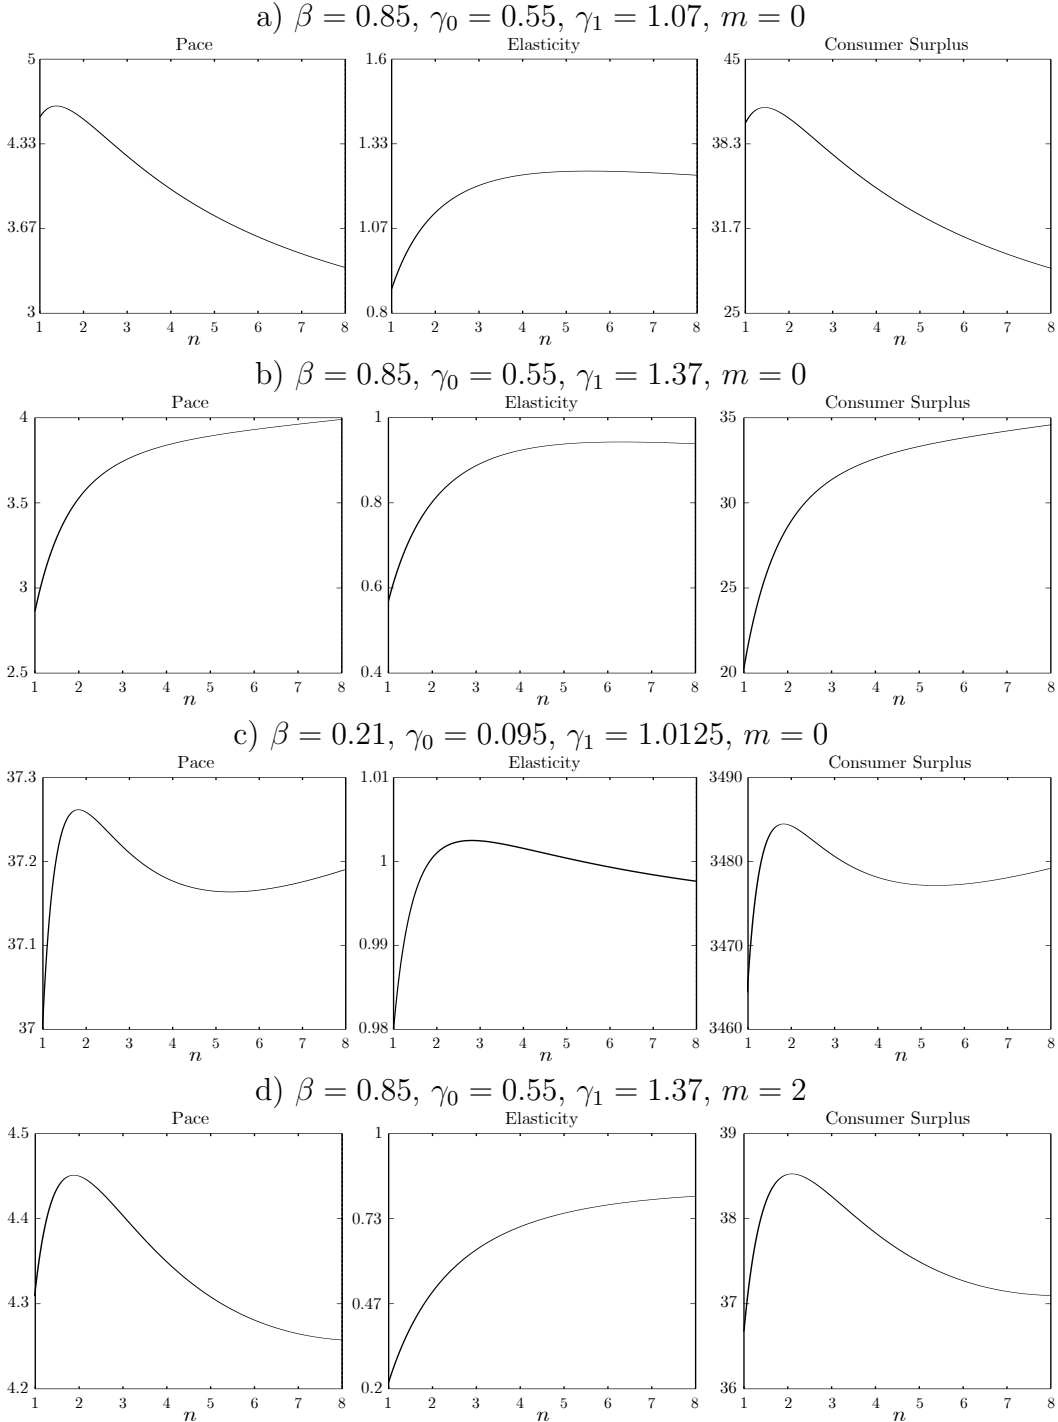 a) β = 0.85, γ₀ = 0.55, γ₁ = 1.07, m = 0
Pace Elasticity Consumer Surplus
5 1.6 45
4.33 1.33 38.3
3.67 1.07 31.7
3 0.8 25
1 2 3 4 5 6 7 8 1 2 3 4 5 6 7 8 1 2 3 4 5 6 7 8
n n n
b) β = 0.85, γ₀ = 0.55, γ₁ = 1.37, m = 0
Pace Elasticity Consumer Surplus
4 1 35
3.5 0.8 30
3 0.6 25
2.5 0.4 20
1 2 3 4 5 6 7 8 1 2 3 4 5 6 7 8 1 2 3 4 5 6 7 8
n n n
c) β = 0.21, γ₀ = 0.095, γ₁ = 1.0125, m = 0
Pace Elasticity Consumer Surplus
37.3 1.01 3490
37.2 1 3480
37.1 0.99 3470
37 0.98 3460
1 2 3 4 5 6 7 8 1 2 3 4 5 6 7 8 1 2 3 4 5 6 7 8
n n n
d) β = 0.85, γ₀ = 0.55, γ₁ = 1.37, m = 2
Pace Elasticity Consumer Surplus
4.5 1 39
4.4 0.73 38
4.3 0.47 37
4.2 0.2 36
1 2 3 4 5 6 7 8 1 2 3 4 5 6 7 8 1 2 3 4 5 6 7 8
n n n